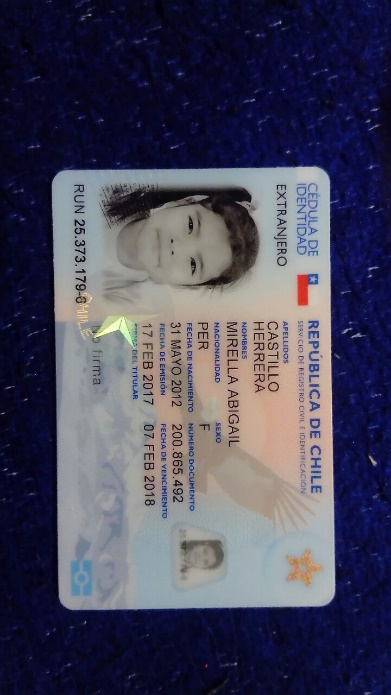 CÉDULA DE
IDENTIDAD
REPÚBLICA DE CHILE
SERVICIO DE REGISTRO CIVIL E IDENTIFICACIÓN
EXTRANJERO
APELLIDOS
CASTILLO
HERRERA
NOMBRES
MIRELLA ABIGAIL
NACIONALIDAD SEXO
PER F
FECHA DE NACIMIENTO NÚMERO DOCUMENTO
31 MAYO 2012 200.865.492
FECHA DE EMISIÓN FECHA DE VENCIMIENTO
17 FEB 2017 07 FEB 2018
FIRMA DEL TITULAR
firma
CHILE
RUN 25.373.179-